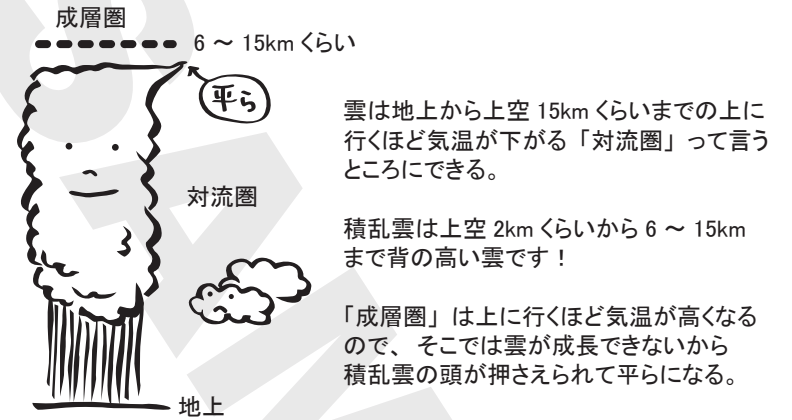 成層圏
6 ～ 15km くらい
平ら
対流圏
地上
雲は地上から上空 15km くらいまでの上に
行くほど気温が下がる「対流圏」って言う
ところにできる。
積乱雲は上空 2km くらいから 6 ～ 15km
まで背の高い雲です！
「成層圏」は上に行くほど気温が高くなる
ので、そこでは雲が成長できないから
積乱雲の頭が押さえられて平らになる。
SAM